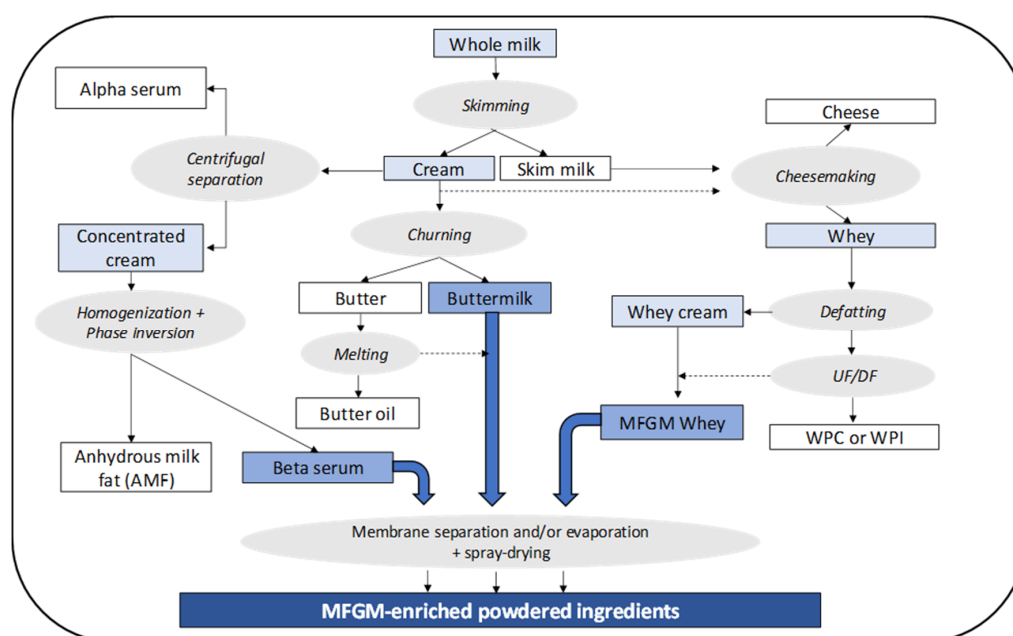 Whole milk
Alpha serum
Skimming
Cheese
Centrifugal
separation
Cream
Skim milk
Cheesemaking
Concentrated
cream
Churning
Whey
Homogenization +
Phase inversion
Butter
Buttermilk
Whey cream
Defatting
Melting
UF/DF
Butter oil
MFGM Whey
WPC or WPI
Anhydrous milk
fat (AMF)
Beta serum
Membrane separation and/or evaporation
+ spray-drying
MFGM-enriched powdered ingredients